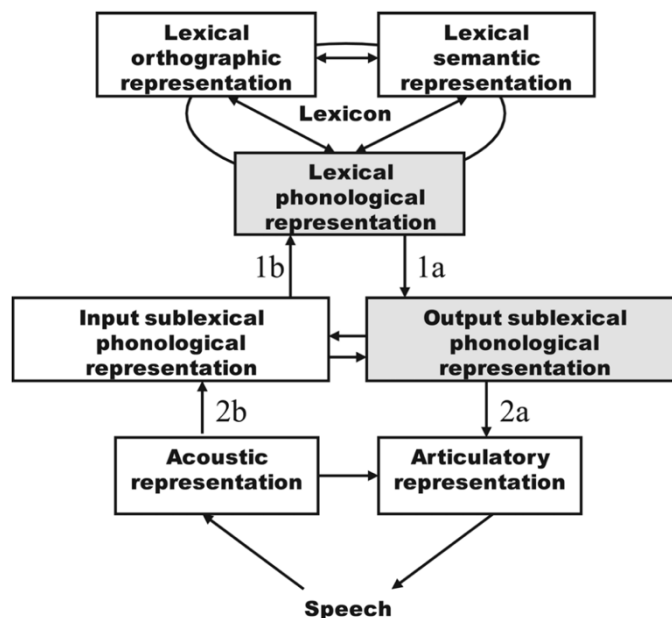 Lexical
orthographic
representation
Lexical
semantic
representation
Lexicon
Lexical
phonological
representation
1b
1a
Input sublexical
phonological
representation
Output sublexical
phonological
representation
2b
2a
Acoustic
representation
Articulatory
representation
Speech